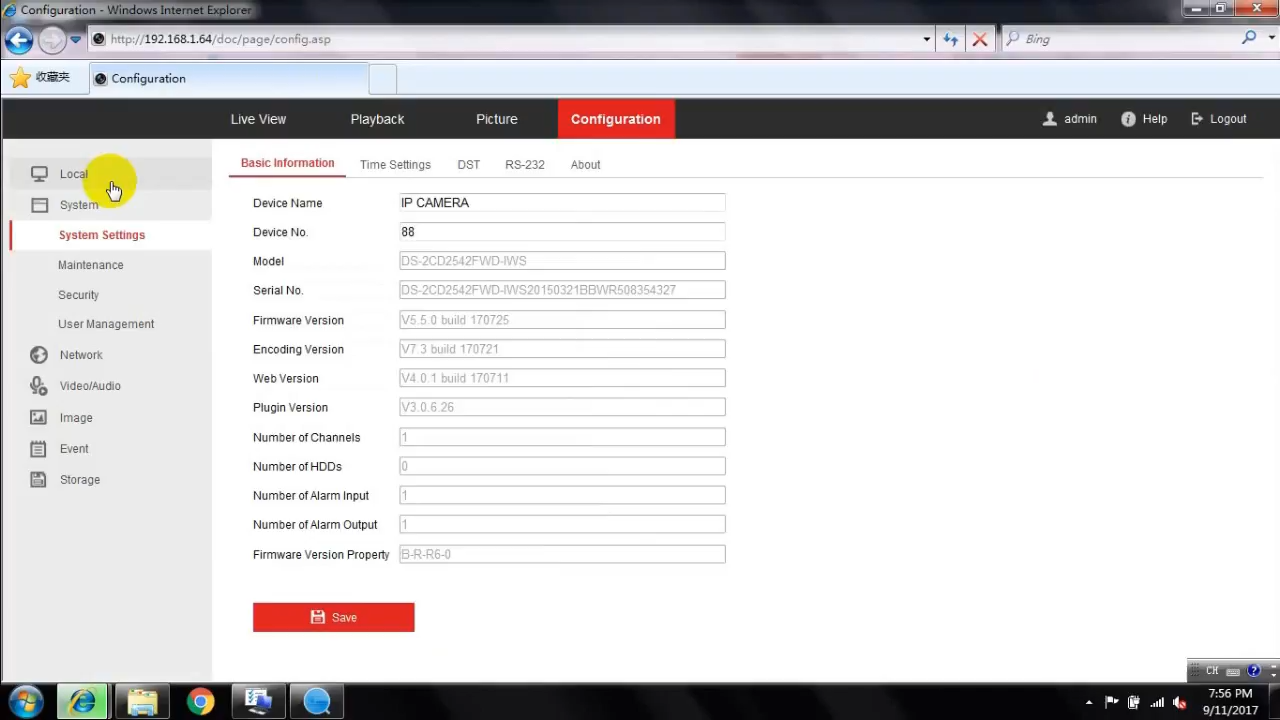 Configuration - Windows Internet Explorer
http://192.168.1.64/doc/page/config.asp
Bing
收藏夹
Configuration
Live View
Playback
Picture
Configuration
admin
Help
Logout
Local
System
System Settings
Maintenance
Security
User Management
Network
Video/Audio
Image
Event
Storage
Basic Information
Time Settings
DST
RS-232
About
Device Name IP CAMERA
Device No. 88
Model DS-2CD2542FWD-IWS
Serial No. DS-2CD2542FWD-IWS20150321BBWR508354327
Firmware Version V5.5.0 build 170725
Encoding Version V7.3 build 170721
Web Version V4.0.1 build 170711
Plugin Version V3.0.6.26
Number of Channels 1
Number of HDDs 0
Number of Alarm Input 1
Number of Alarm Output 1
Firmware Version Property B-R-R6-0
Save
CH
7:56 PM
9/11/2017